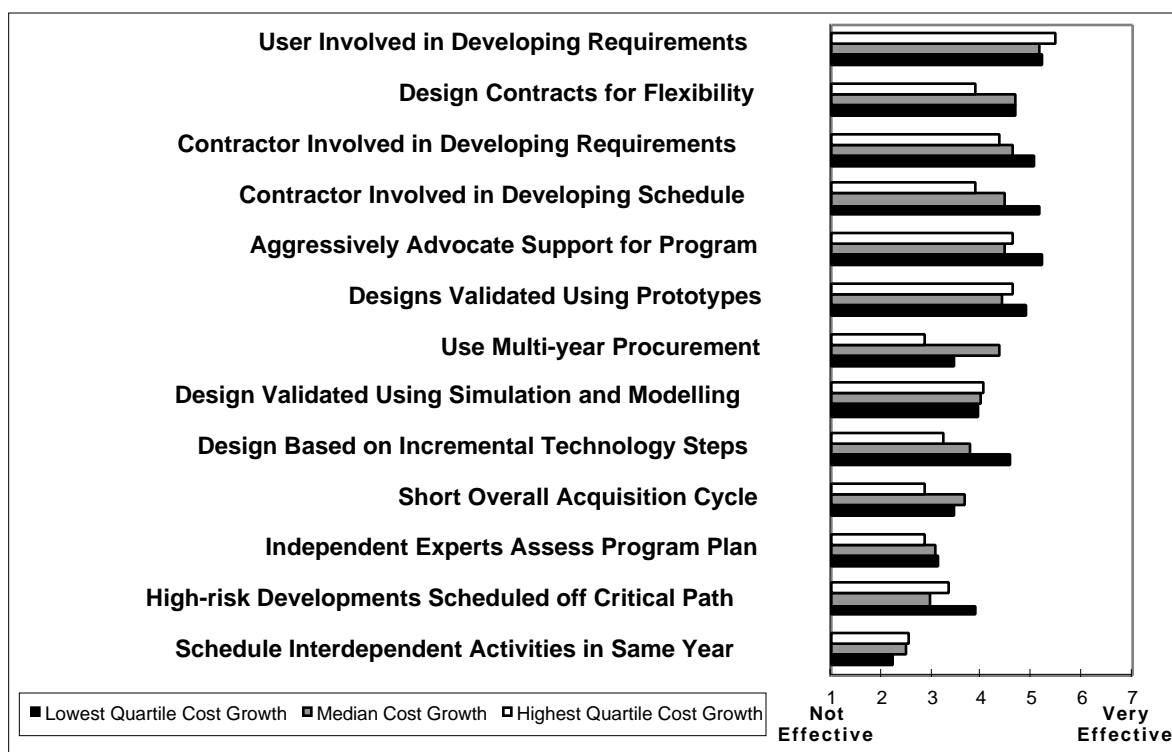 User Involved in Developing Requirements
Design Contracts for Flexibility
Contractor Involved in Developing Requirements
Contractor Involved in Developing Schedule
Aggressively Advocate Support for Program
Designs Validated Using Prototypes
Use Multi-year Procurement
Design Validated Using Simulation and Modelling
Design Based on Incremental Technology Steps
Short Overall Acquisition Cycle
Independent Experts Assess Program Plan
High-risk Developments Scheduled off Critical Path
Schedule Interdependent Activities in Same Year
1 2 3 4 5 6 7
Not Effective
Very Effective
Lowest Quartile Cost Growth Median Cost Growth Highest Quartile Cost Growth